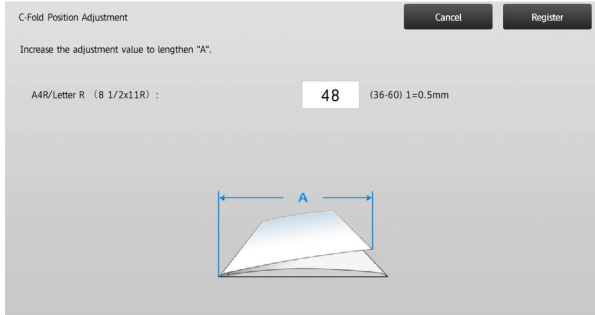 C-Fold Position Adjustment
Cancel
Register
Increase the adjustment value to lengthen "A".
A4R/Letter R （8 1/2x11R）:
48
(36-60) 1=0.5mm
A